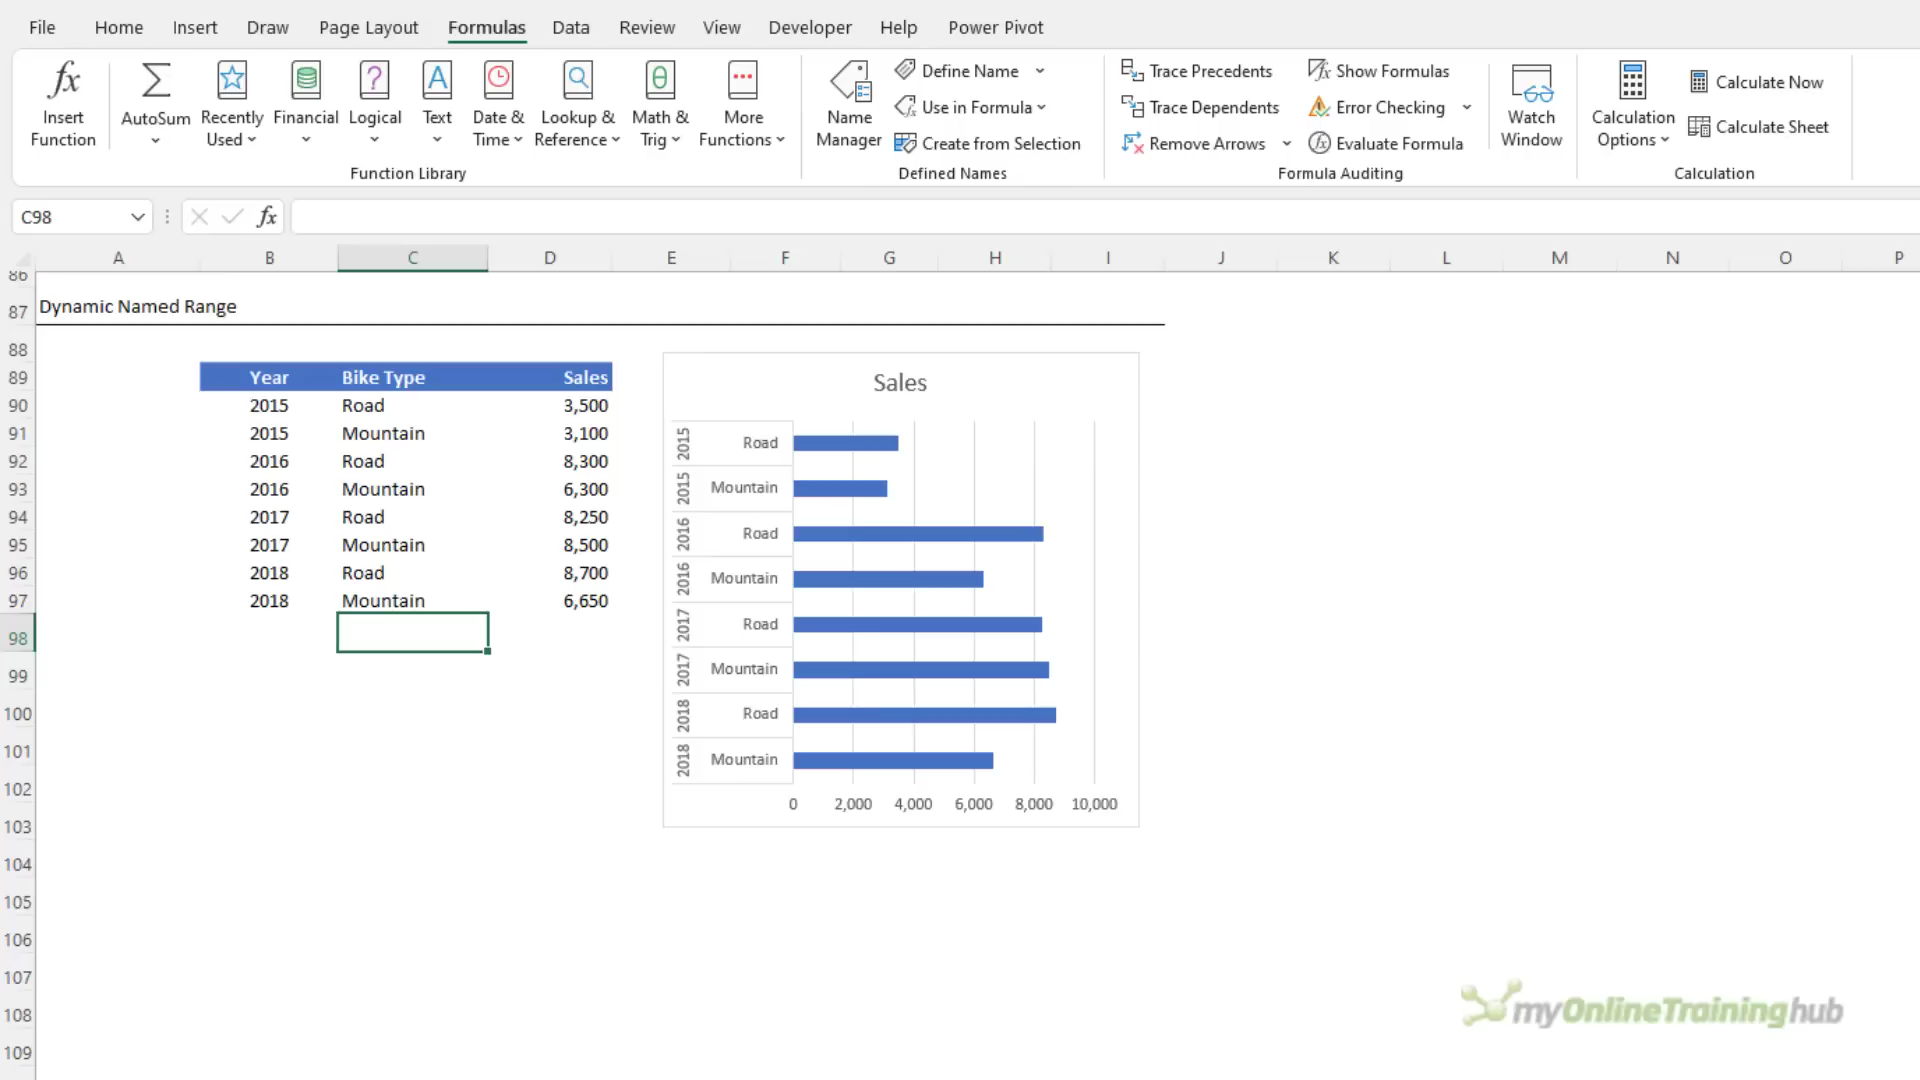 File Home Insert Draw Page Layout Formulas Data Review View Developer Help Power Pivot
fx Insert Function
AutoSum
Recently Used
Financial
Logical
Text
Date & Time
Lookup & Reference
Math & Trig
More Functions
Function Library
Name Manager
Define Name
Use in Formula
Create from Selection
Defined Names
Trace Precedents
Trace Dependents
Remove Arrows
Show Formulas
Error Checking
Evaluate Formula
Formula Auditing
Watch Window
Calculation Options
Calculate Now
Calculate Sheet
Calculation
C98 fx
A B C D E F G H I J K L M N O P
86
87 Dynamic Named Range
88
89 Year Bike Type Sales
90 2015 Road 3,500
91 2015 Mountain 3,100
92 2016 Road 8,300
93 2016 Mountain 6,300
94 2017 Road 8,250
95 2017 Mountain 8,500
96 2018 Road 8,700
97 2018 Mountain 6,650
98
99
100
101
102
103
104
105
106
107
108
109
Sales
2015 Road
2015 Mountain
2016 Road
2016 Mountain
2017 Road
2017 Mountain
2018 Road
2018 Mountain
0 2,000 4,000 6,000 8,000 10,000
myOnlineTraininghub